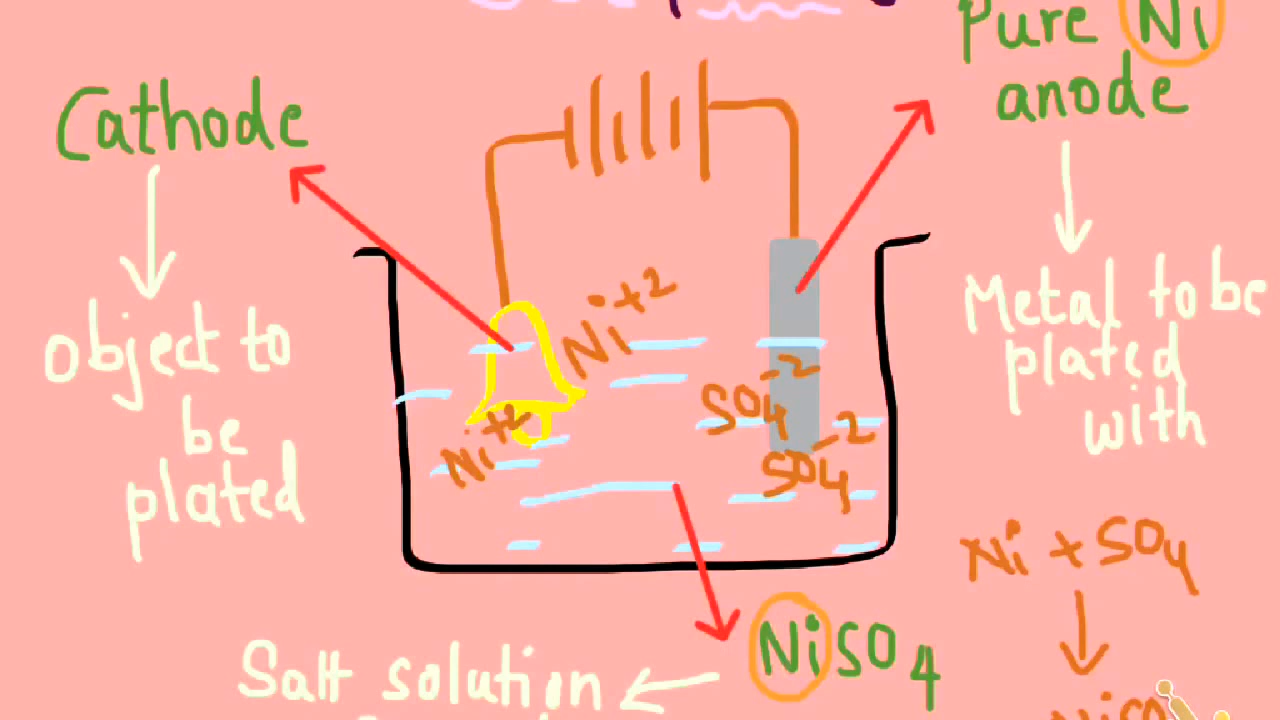 Pure Ni
anode
Cathode
Metal to be
plated
with
Object to
be
plated
Ni+2
Ni+2
SO4-2
SO4-2
Ni + SO4
NiSO4
Salt solution